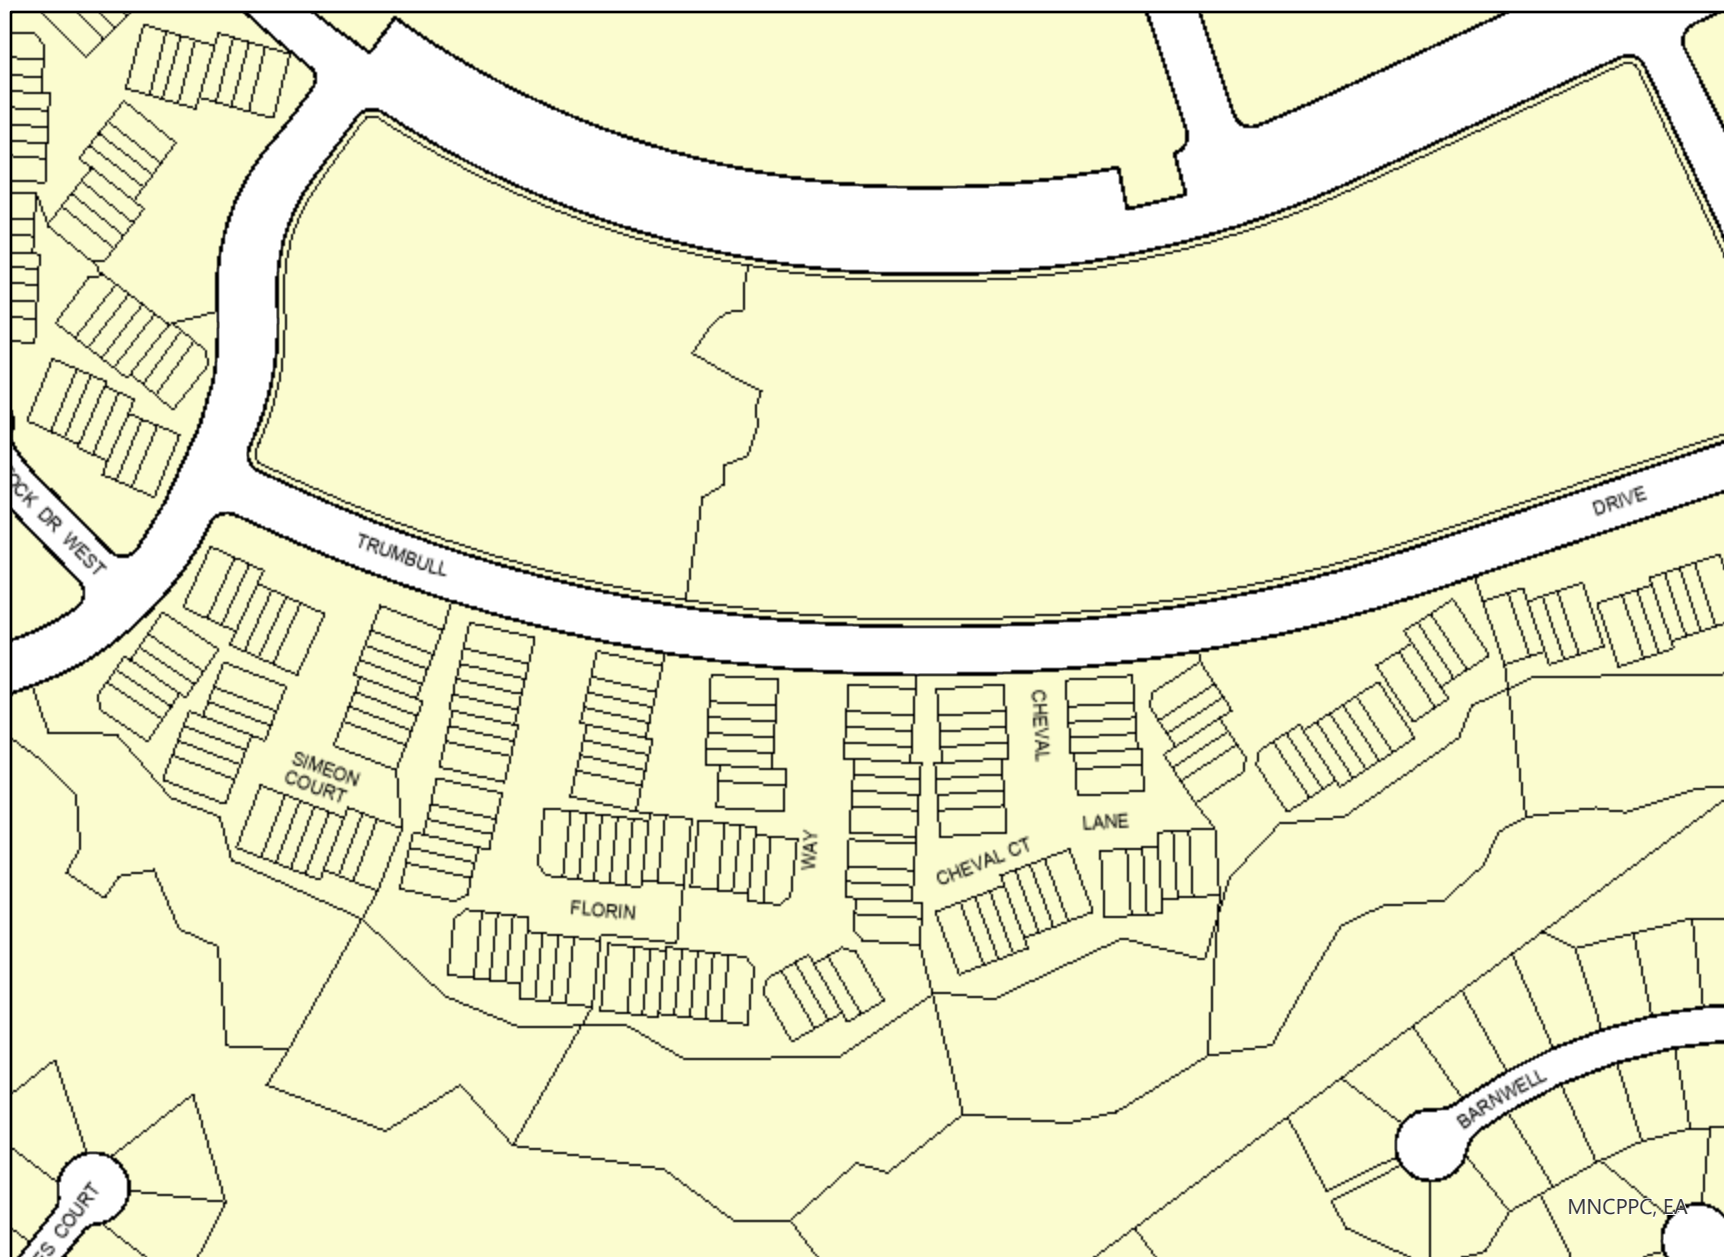 OCK DR WEST
TRUMBULL
DRIVE
SIMEON
COURT
CHEVAL
LANE
CHEVAL CT
WAY
FLORIN
BARNWELL
ES COURT
MNCPPC, EA